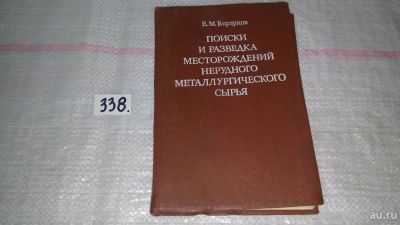 В. М. Борзунов
ПОИСКИ
И РАЗВЕДКА
МЕСТОРОЖДЕНИЙ
НЕРУДНОГО
МЕТАЛЛУРГИЧЕСКОГО
СЫРЬЯ
338.
au.ru